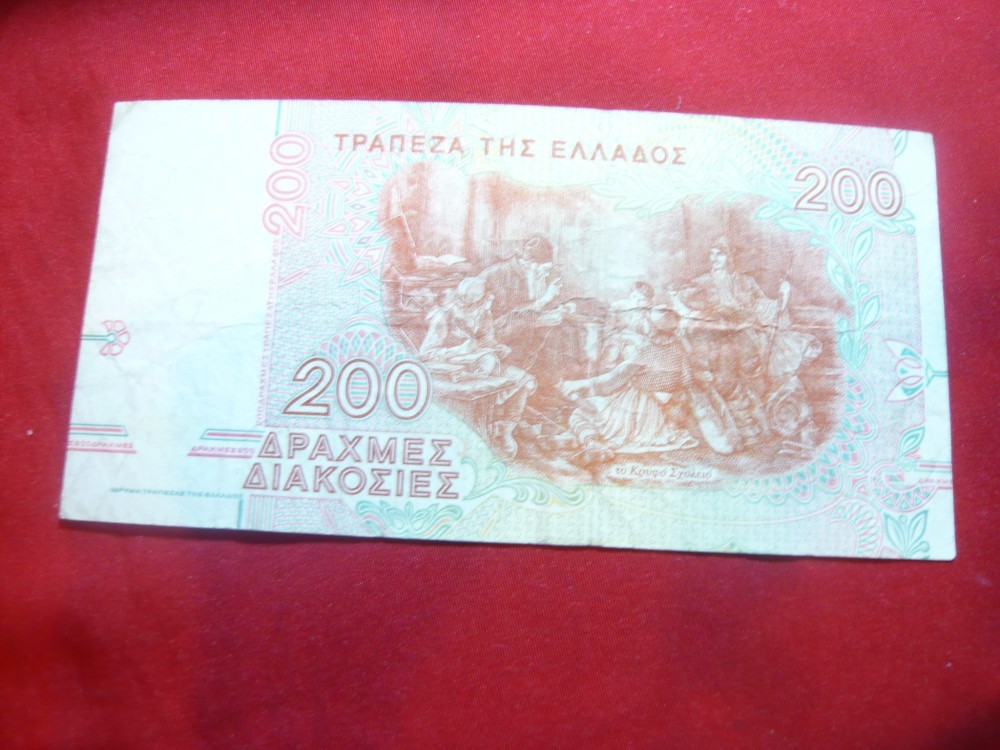 ΤΡΑΠΕΖΑ ΤΗΣ ΕΛΛΑΔΟΣ
200
200
200
ΔΡΑΧΜΕΣ
ΔΙΑΚΟΣΙΕΣ
το Κρυφό Σχολειό